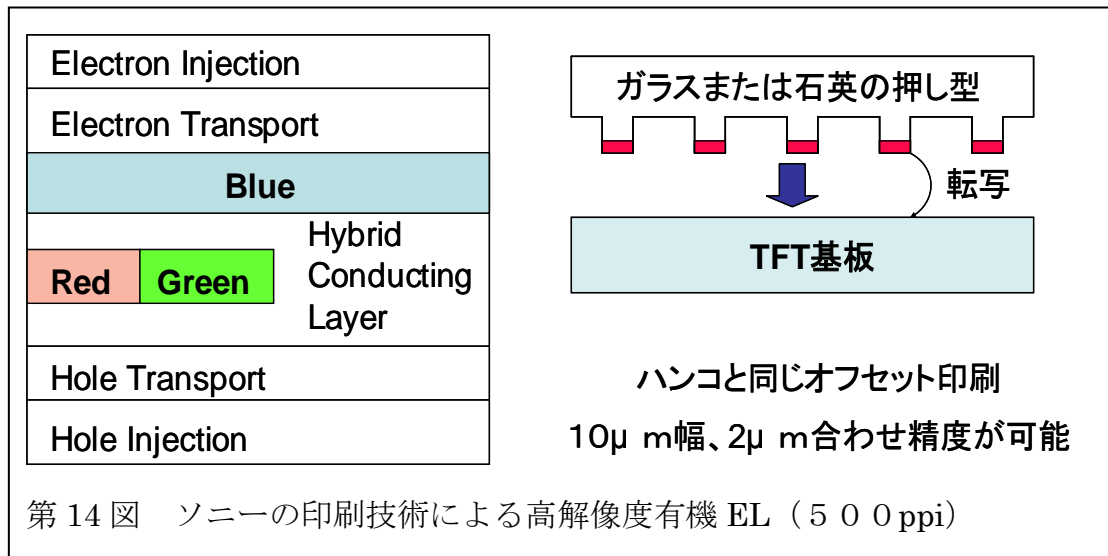 Electron Injection
Electron Transport
Blue
Red
Green
Hybrid
Conducting
Layer
Hole Transport
Hole Injection
ガラスまたは石英の押し型
転写
TFT基板
ハンコと同じオフセット印刷
10μ m幅、2μ m合わせ精度が可能
第 14 図　ソニーの印刷技術による高解像度有機 EL（５００ppi）